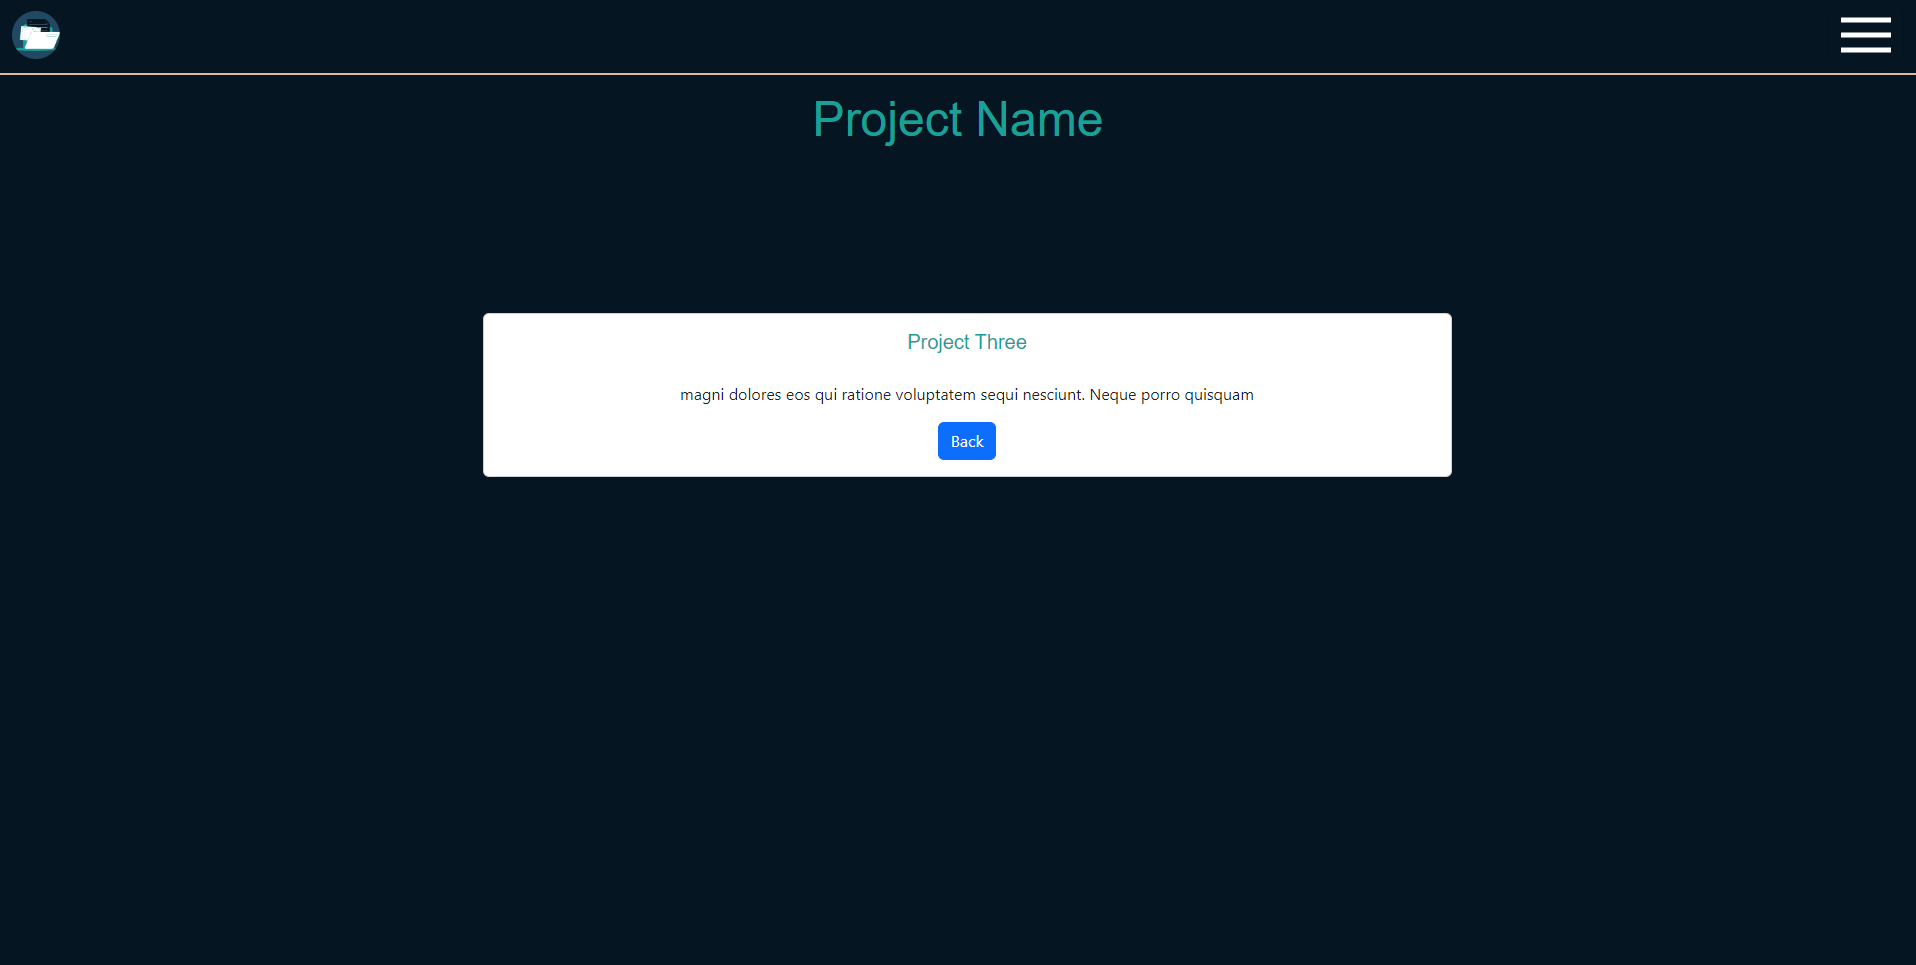 Project Name
Project Three
magni dolores eos qui ratione voluptatem sequi nesciunt. Neque porro quisquam
Back